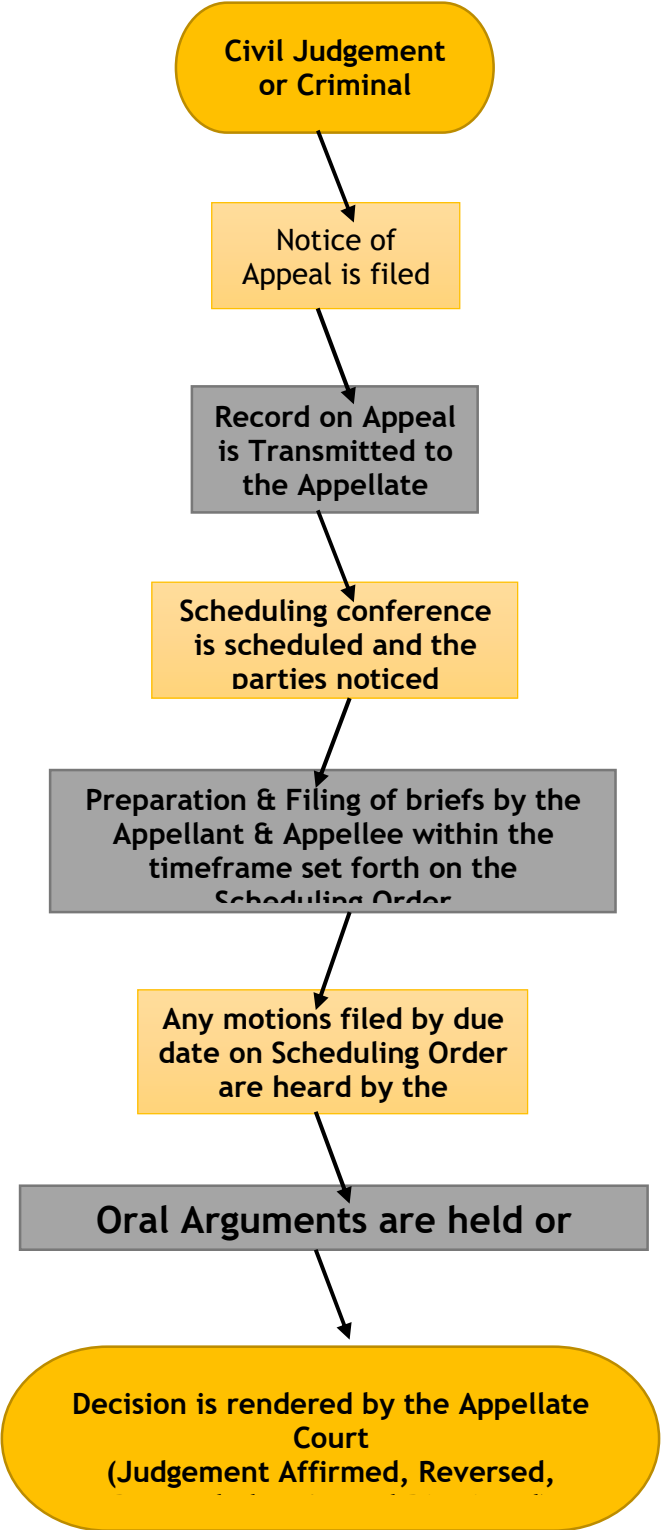 Civil Judgement
or Criminal
Notice of
Appeal is filed
Record on Appeal
is Transmitted to
the Appellate
Scheduling conference
is scheduled and the
parties noticed
Preparation & Filing of briefs by the
Appellant & Appellee within the
timeframe set forth on the
Scheduling Order
Any motions filed by due
date on Scheduling Order
are heard by the
Oral Arguments are held or
Decision is rendered by the Appellate
Court
(Judgement Affirmed, Reversed,